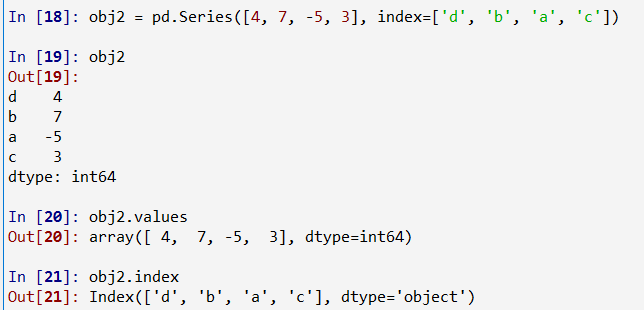 In [18]: obj2 = pd.Series([4, 7, -5, 3], index=['d', 'b', 'a', 'c'])
In [19]: obj2
Out[19]:
d    4
b    7
a   -5
c    3
dtype: int64
In [20]: obj2.values
Out[20]: array([ 4,  7, -5,  3], dtype=int64)
In [21]: obj2.index
Out[21]: Index(['d', 'b', 'a', 'c'], dtype='object')